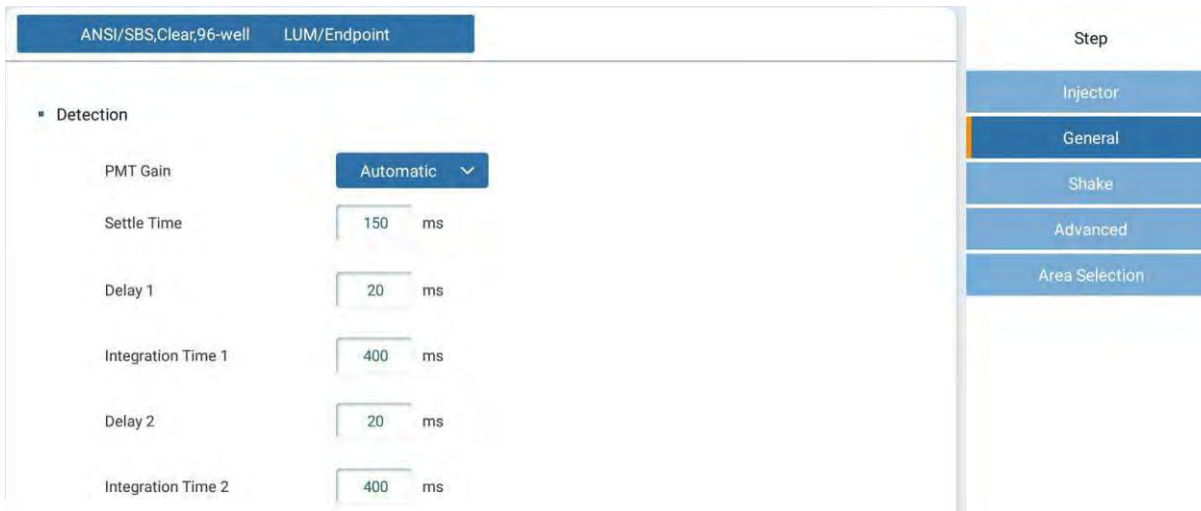 ANSI/SBS,Clear,96-well LUM/Endpoint
Detection
PMT Gain Automatic
Settle Time 150 ms
Delay 1 20 ms
Integration Time 1 400 ms
Delay 2 20 ms
Integration Time 2 400 ms
Step
Injector
General
Shake
Advanced
Area Selection